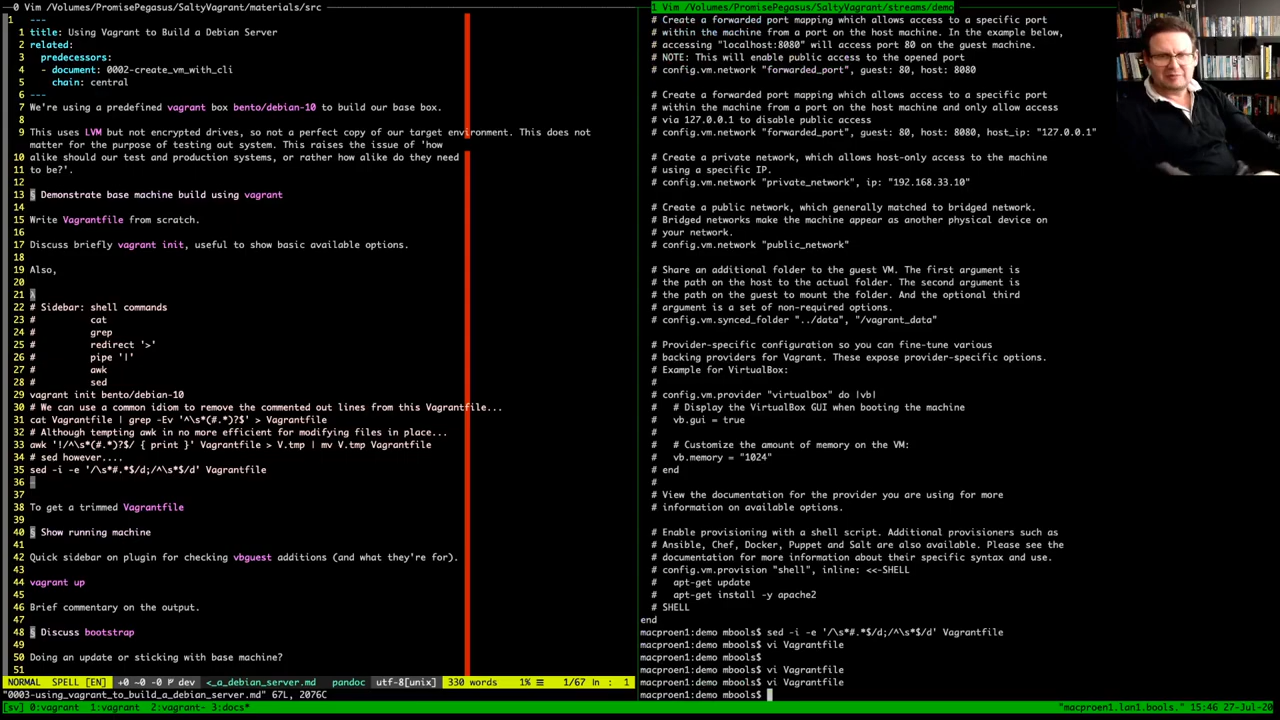 0 Vim /Volumes/PromisePegasus/SaltyVagrant/materials/src
1 ---
1 title: Using Vagrant to Build a Debian Server
2 related:
3   predecessors:
4   - document: 0002-create_vm_with_cli
5     chain: central
6 ---
7 We're using a predefined vagrant box bento/debian-10 to build our base box.
8
9 This uses LVM but not encrypted drives, so not a perfect copy of our target environment. This does not
matter for the purpose of testing out system. This raises the issue of 'how
10 alike should our test and production systems, or rather how alike do they need
11 to be?'.
12
13 § Demonstrate base machine build using vagrant
14
15 Write Vagrantfile from scratch.
16
17 Discuss briefly vagrant init, useful to show basic available options.
18
19 Also,
20
21 λ
22 # Sidebar: shell commands
23 #          cat
24 #          grep
25 #          redirect '>'
26 #          pipe '|'
27 #          awk
28 #          sed
29 vagrant init bento/debian-10
30 # We can use a common idiom to remove the commented out lines from this Vagrantfile...
31 cat Vagrantfile | grep -Ev '^\s*(#.*)?$' > Vagrantfile
32 # Although tempting awk in no more efficient for modifying files in place...
33 awk '!/^\s*(#.*)?$/ { print }' Vagrantfile > V.tmp | mv V.tmp Vagrantfile
34 # sed however....
35 sed -i -e '/\s*#.*$/d;/^\s*$/d' Vagrantfile
36
37
38 To get a trimmed Vagrantfile
39
40 § Show running machine
41
42 Quick sidebar on plugin for checking vbguest additions (and what they're for).
43
44 vagrant up
45
46 Brief commentary on the output.
47
48 § Discuss bootstrap
49
50 Doing an update or sticking with base machine?
51
NORMAL SPELL [EN] +0 ~0 -0 dev <_a_debian_server.md pandoc utf-8[unix] 330 words 1% ☰ 1/67 ln : 1
"0003-using_vagrant_to_build_a_debian_server.md" 67L, 2076C
1 Vim /Volumes/PromisePegasus/SaltyVagrant/streams/demo
# Create a forwarded port mapping which allows access to a specific port
# within the machine from a port on the host machine. In the example below,
# accessing "localhost:8080" will access port 80 on the guest machine.
# NOTE: This will enable public access to the opened port
# config.vm.network "forwarded_port", guest: 80, host: 8080
# Create a forwarded port mapping which allows access to a specific port
# within the machine from a port on the host machine and only allow access
# via 127.0.0.1 to disable public access
# config.vm.network "forwarded_port", guest: 80, host: 8080, host_ip: "127.0.0.1"
# Create a private network, which allows host-only access to the machine
# using a specific IP.
# config.vm.network "private_network", ip: "192.168.33.10"
# Create a public network, which generally matched to bridged network.
# Bridged networks make the machine appear as another physical device on
# your network.
# config.vm.network "public_network"
# Share an additional folder to the guest VM. The first argument is
# the path on the host to the actual folder. The second argument is
# the path on the guest to mount the folder. And the optional third
# argument is a set of non-required options.
# config.vm.synced_folder "../data", "/vagrant_data"
# Provider-specific configuration so you can fine-tune various
# backing providers for Vagrant. These expose provider-specific options.
# Example for VirtualBox:
#
# config.vm.provider "virtualbox" do |vb|
#   # Display the VirtualBox GUI when booting the machine
#   vb.gui = true
#
#   # Customize the amount of memory on the VM:
#   vb.memory = "1024"
# end
#
# View the documentation for the provider you are using for more
# information on available options.
# Enable provisioning with a shell script. Additional provisioners such as
# Ansible, Chef, Docker, Puppet and Salt are also available. Please see the
# documentation for more information about their specific syntax and use.
# config.vm.provision "shell", inline: <<-SHELL
#   apt-get update
#   apt-get install -y apache2
# SHELL
end
macproen1:demo mbools$ sed -i -e '/\s*#.*$/d;/^\s*$/d' Vagrantfile
macproen1:demo mbools$ vi Vagrantfile
macproen1:demo mbools$
macproen1:demo mbools$ vi Vagrantfile
macproen1:demo mbools$ vi Vagrantfile
macproen1:demo mbools$
[sv] 0:vagrant 1:vagrant 2:vagrant- 3:docs* "macproen1.lan1.bools." 15:46 27-Jul-20